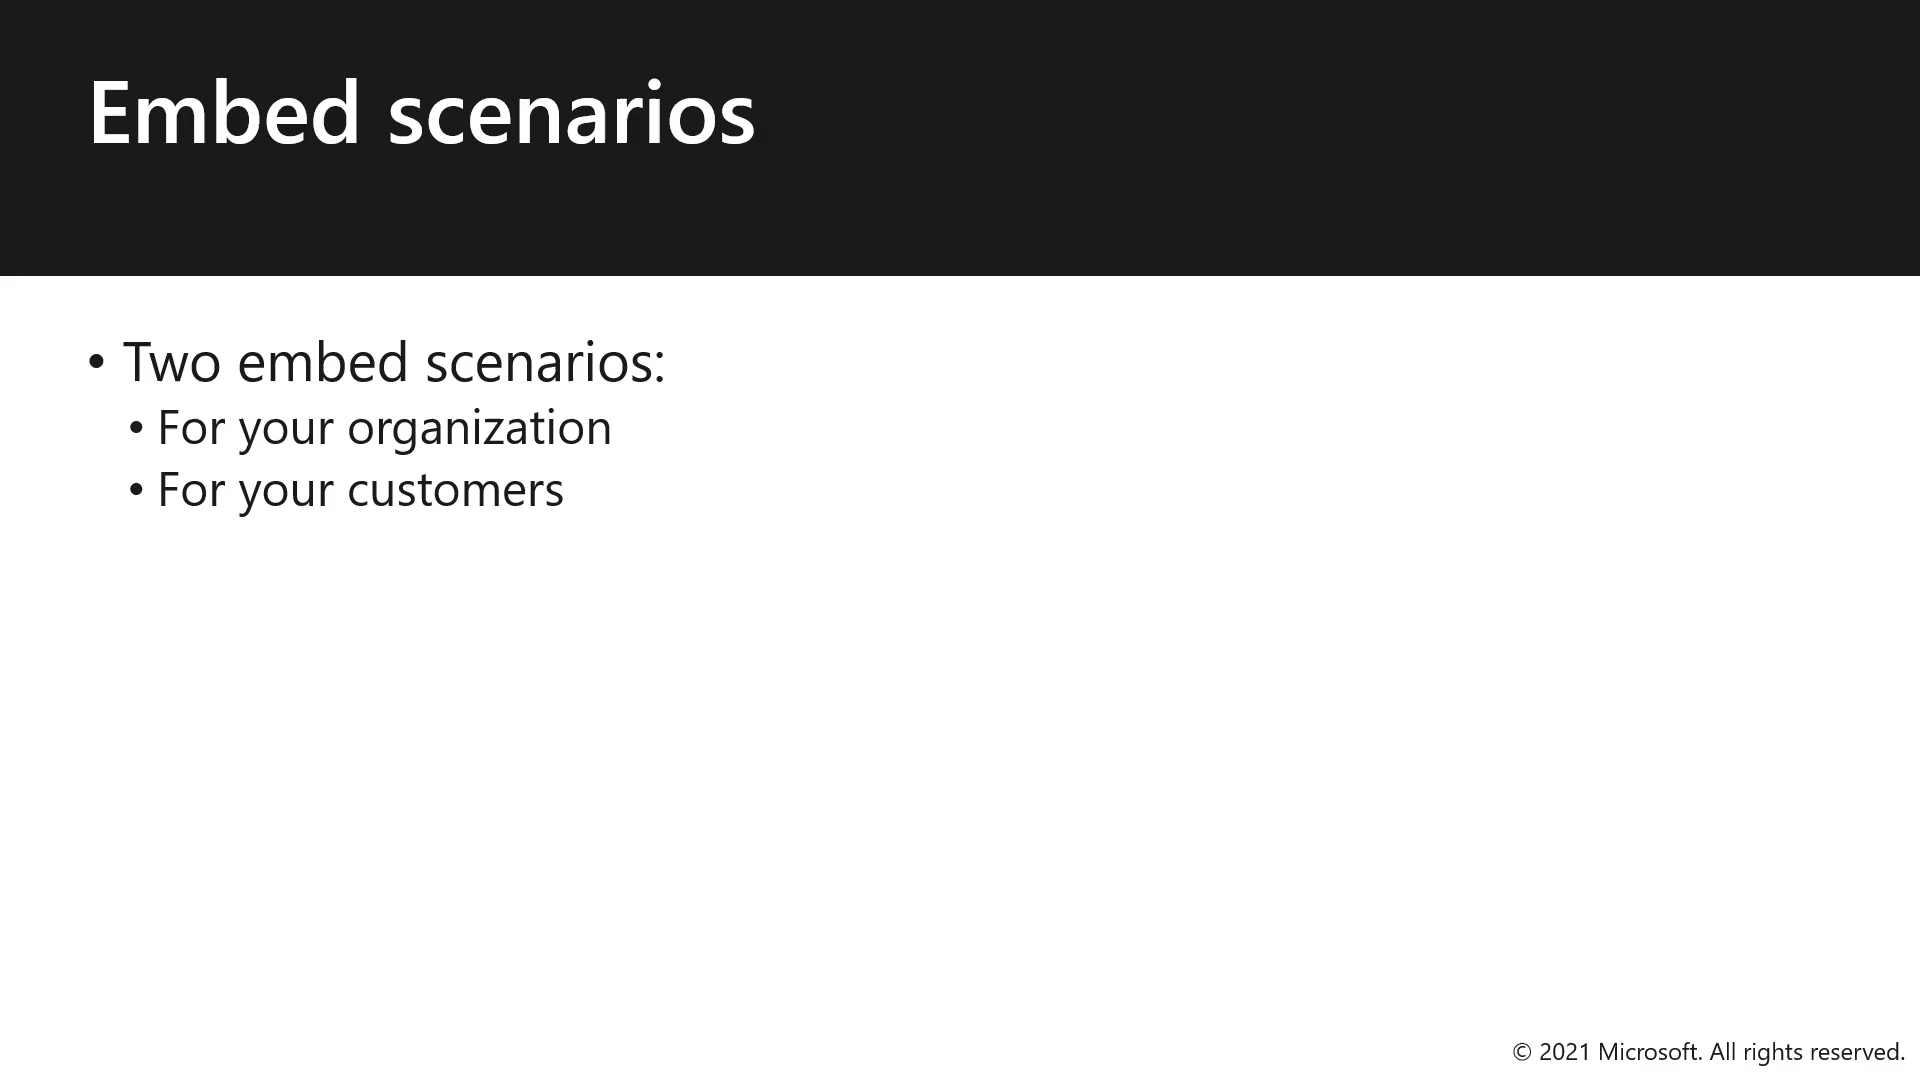 Embed scenarios
• Two embed scenarios:
• For your organization
• For your customers
© 2021 Microsoft. All rights reserved.